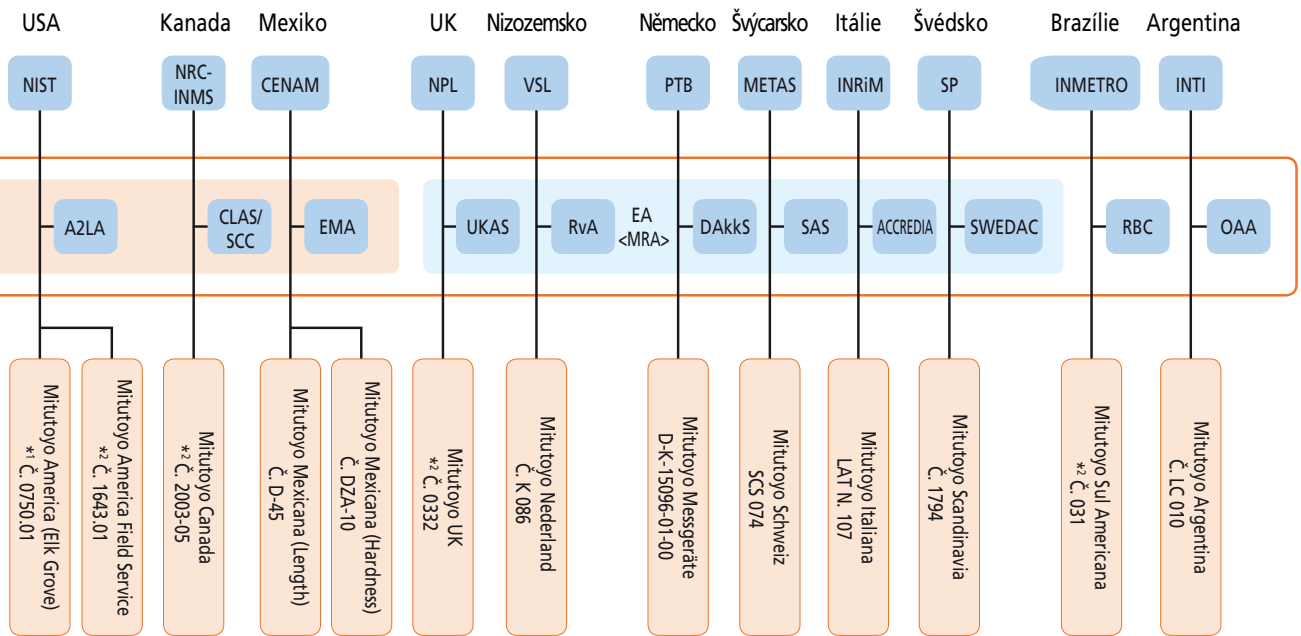 USA
Kanada
Mexiko
UK
Nizozemsko
Německo
Švýcarsko
Itálie
Švédsko
Brazílie
Argentina
NIST
NRC-
INMS
CENAM
NPL
VSL
PTB
METAS
INRiM
SP
INMETRO
INTI
A2LA
CLAS/
SCC
EMA
UKAS
RvA
EA
<MRA>
DAkkS
SAS
ACCREDIA
SWEDAC
RBC
OAA
Mitutoyo America (Elk Grove)
*1 Č. 0750.01
Mitutoyo America Field Service
*2 Č. 1643.01
Mitutoyo Canada
*2 Č. 2003-05
Mitutoyo Mexicana (Length)
Č. D-45
Mitutoyo Mexicana (Hardness)
Č. DZA-10
Mitutoyo UK
*2 Č. 0332
Mitutoyo Nederland
Č. K 086
Mitutoyo Messgeräte
D-K-15096-01-00
Mitutoyo Schweiz
SCS 074
Mitutoyo Italiana
LAT N. 107
Mitutoyo Scandinavia
Č. 1794
Mitutoyo Sul Americana
*2 Č. 031
Mitutoyo Argentina
Č. LC 010